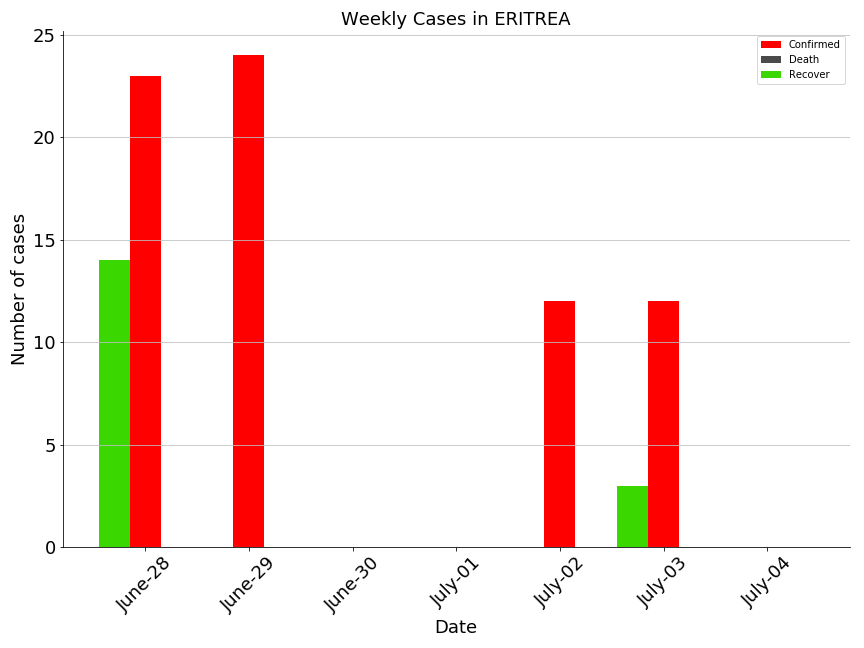 Weekly Cases in ERITREA
Confirmed
Death
Recover
Number of cases
25
20
15
10
5
0
June-28
June-29
June-30
July-01
July-02
July-03
July-04
Date